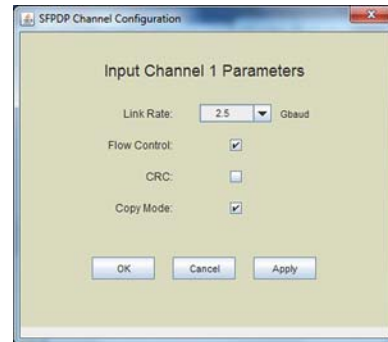 SFPDP Channel Configuration
Input Channel 1 Parameters
Link Rate: 2.5 Gbaud
Flow Control:
CRC:
Copy Mode:
OK Cancel Apply